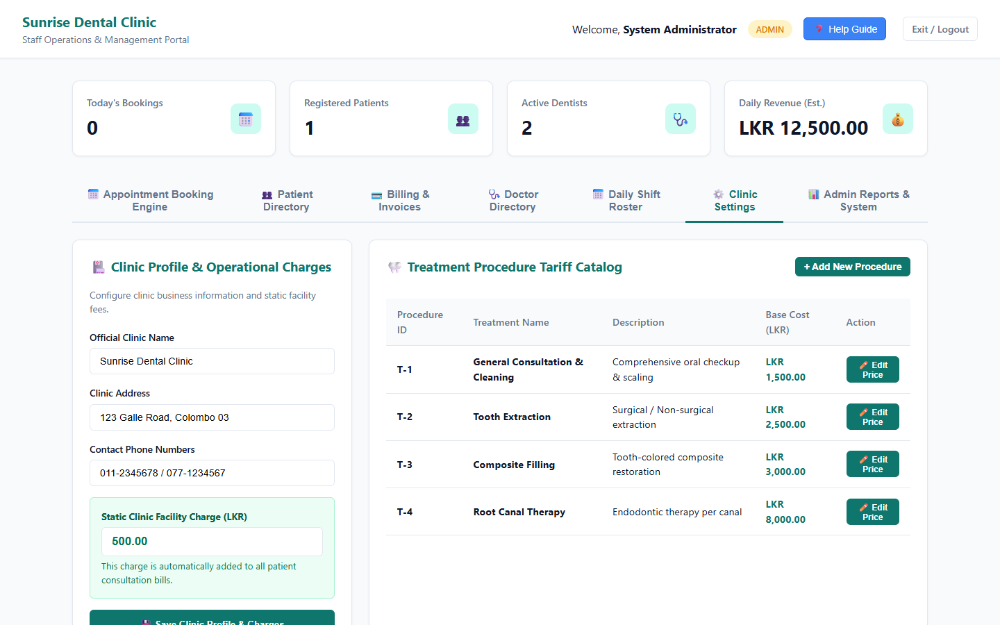 Sunrise Dental Clinic
Staff Operations & Management Portal
Welcome, System Administrator
ADMIN
Help Guide
Exit / Logout
Today's Bookings
0
Registered Patients
1
Active Dentists
2
Daily Revenue (Est.)
LKR 12,500.00
Appointment Booking
Engine
Patient
Directory
Billing &
Invoices
Doctor
Directory
Daily Shift
Roster
Clinic
Settings
Admin Reports &
System
Clinic Profile & Operational Charges
Configure clinic business information and static facility
fees.
Official Clinic Name
Sunrise Dental Clinic
Clinic Address
123 Galle Road, Colombo 03
Contact Phone Numbers
011-2345678 / 077-1234567
Static Clinic Facility Charge (LKR)
500.00
This charge is automatically added to all patient
consultation bills.
Save Clinic Profile & Charges
Treatment Procedure Tariff Catalog
+ Add New Procedure
Procedure
ID
Treatment Name
Description
Base Cost
(LKR)
Action
T-1
General Consultation &
Cleaning
Comprehensive oral checkup
& scaling
LKR
1,500.00
Edit
Price
T-2
Tooth Extraction
Surgical / Non-surgical
extraction
LKR
2,500.00
Edit
Price
T-3
Composite Filling
Tooth-colored composite
restoration
LKR
3,000.00
Edit
Price
T-4
Root Canal Therapy
Endodontic therapy per canal
LKR
8,000.00
Edit
Price